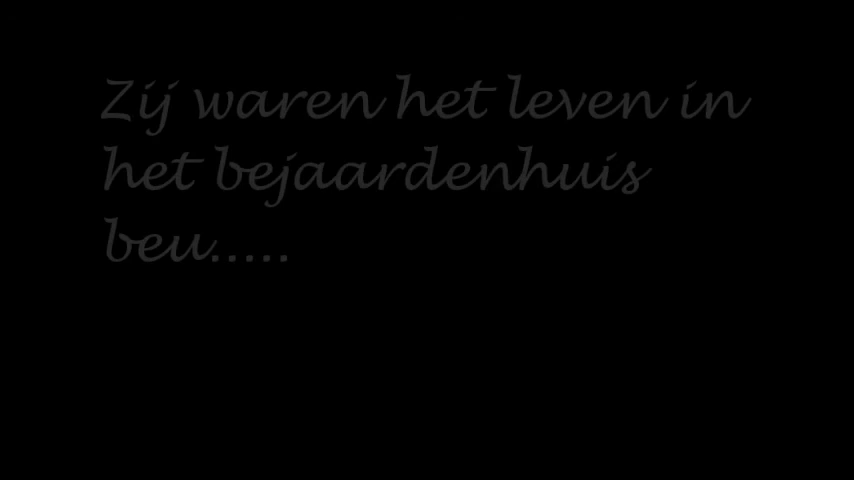 Zij waren het leven in
het bejaardenhuis
beu.....